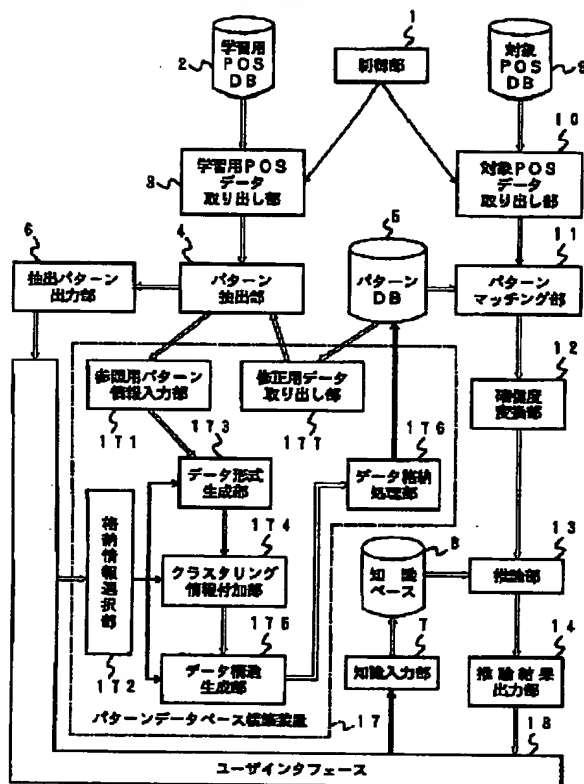 1
学習用
POS
DB
2
制御部
対象
POS
DB
9
10
学習用POS
データ
取り出し部
3
対象POS
データ
取り出し部
11
6
抽出パターン
出力部
4
パターン
抽出部
5
パターン
DB
パターン
マッチング部
12
確信度
変換部
参照用パターン
情報入力部
171
修正用データ
取り出し部
177
173
データ形式
生成部
176
データ格納
処理部
格納情報選択部
172
174
クラスタリング
情報付加部
175
データ構造
生成部
8
知識
ベース
13
推論部
7
知識入力部
14
推論結果
出力部
パターンデータベース構築装置
17
18
ユーザインタフェース